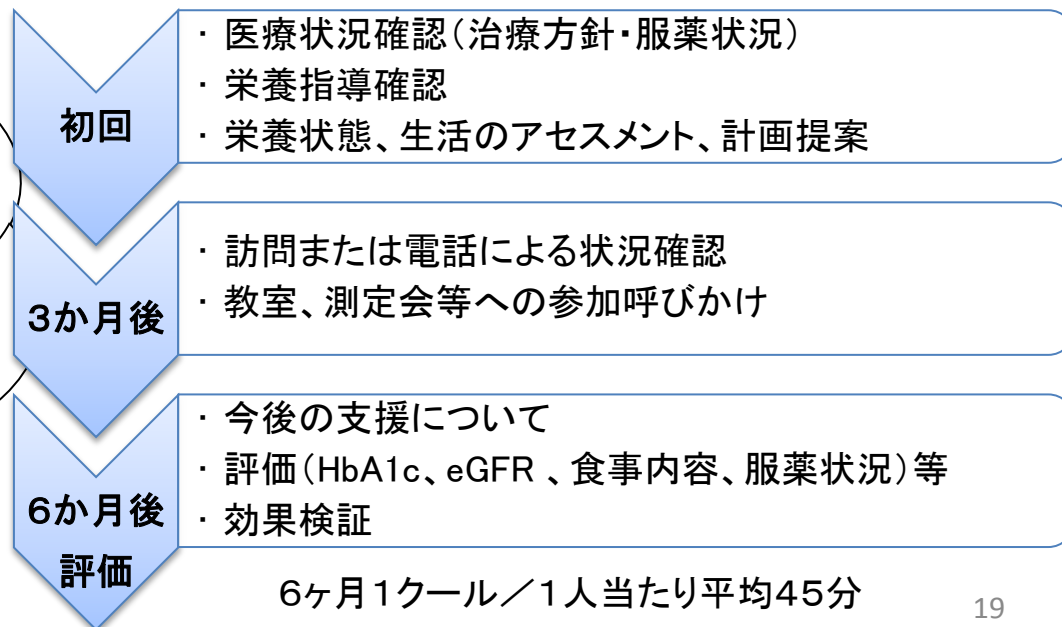 初回
・医療状況確認（治療方針・服薬状況）
・栄養指導確認
・栄養状態、生活のアセスメント、計画提案
３か月後
・訪問または電話による状況確認
・教室、測定会等への参加呼びかけ
６か月後
評価
・今後の支援について
・評価（HbA1c、eGFR 、食事内容、服薬状況）等
・効果検証
６ヶ月１クール／１人当たり平均４５分
19